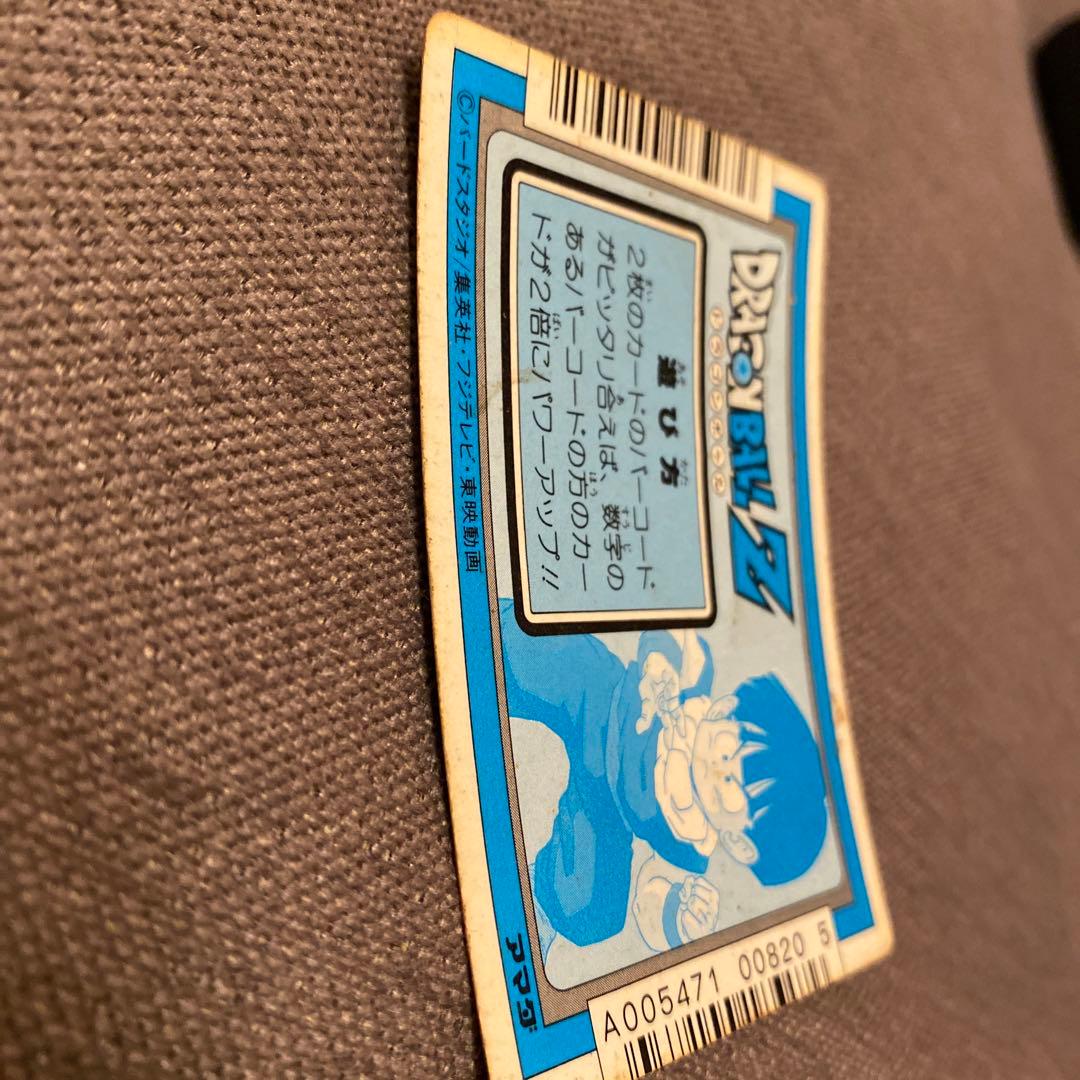 DRAGON BALL Z
ドラゴンボール
遊び方
2枚のカードのバーコード
がピッタリ合えば、数字の
あるバーコードの方のカー
ドが2倍にパワーアップ!!
©バードスタジオ/集英社・フジテレビ・東映動画
アマダ
A005471 00820 5